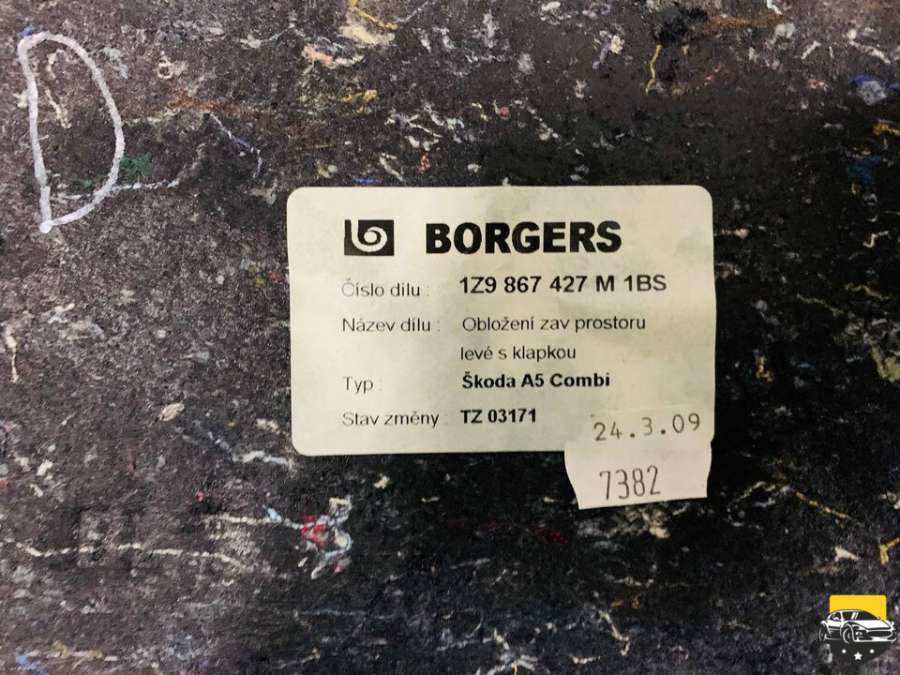 D
BORGERS
Číslo dílu : 1Z9 867 427 M 1BS
Název dílu : Obložení zav prostoru
levé s klapkou
Typ : Škoda A5 Combi
Stav změny TZ 03171
24.3.09
7382